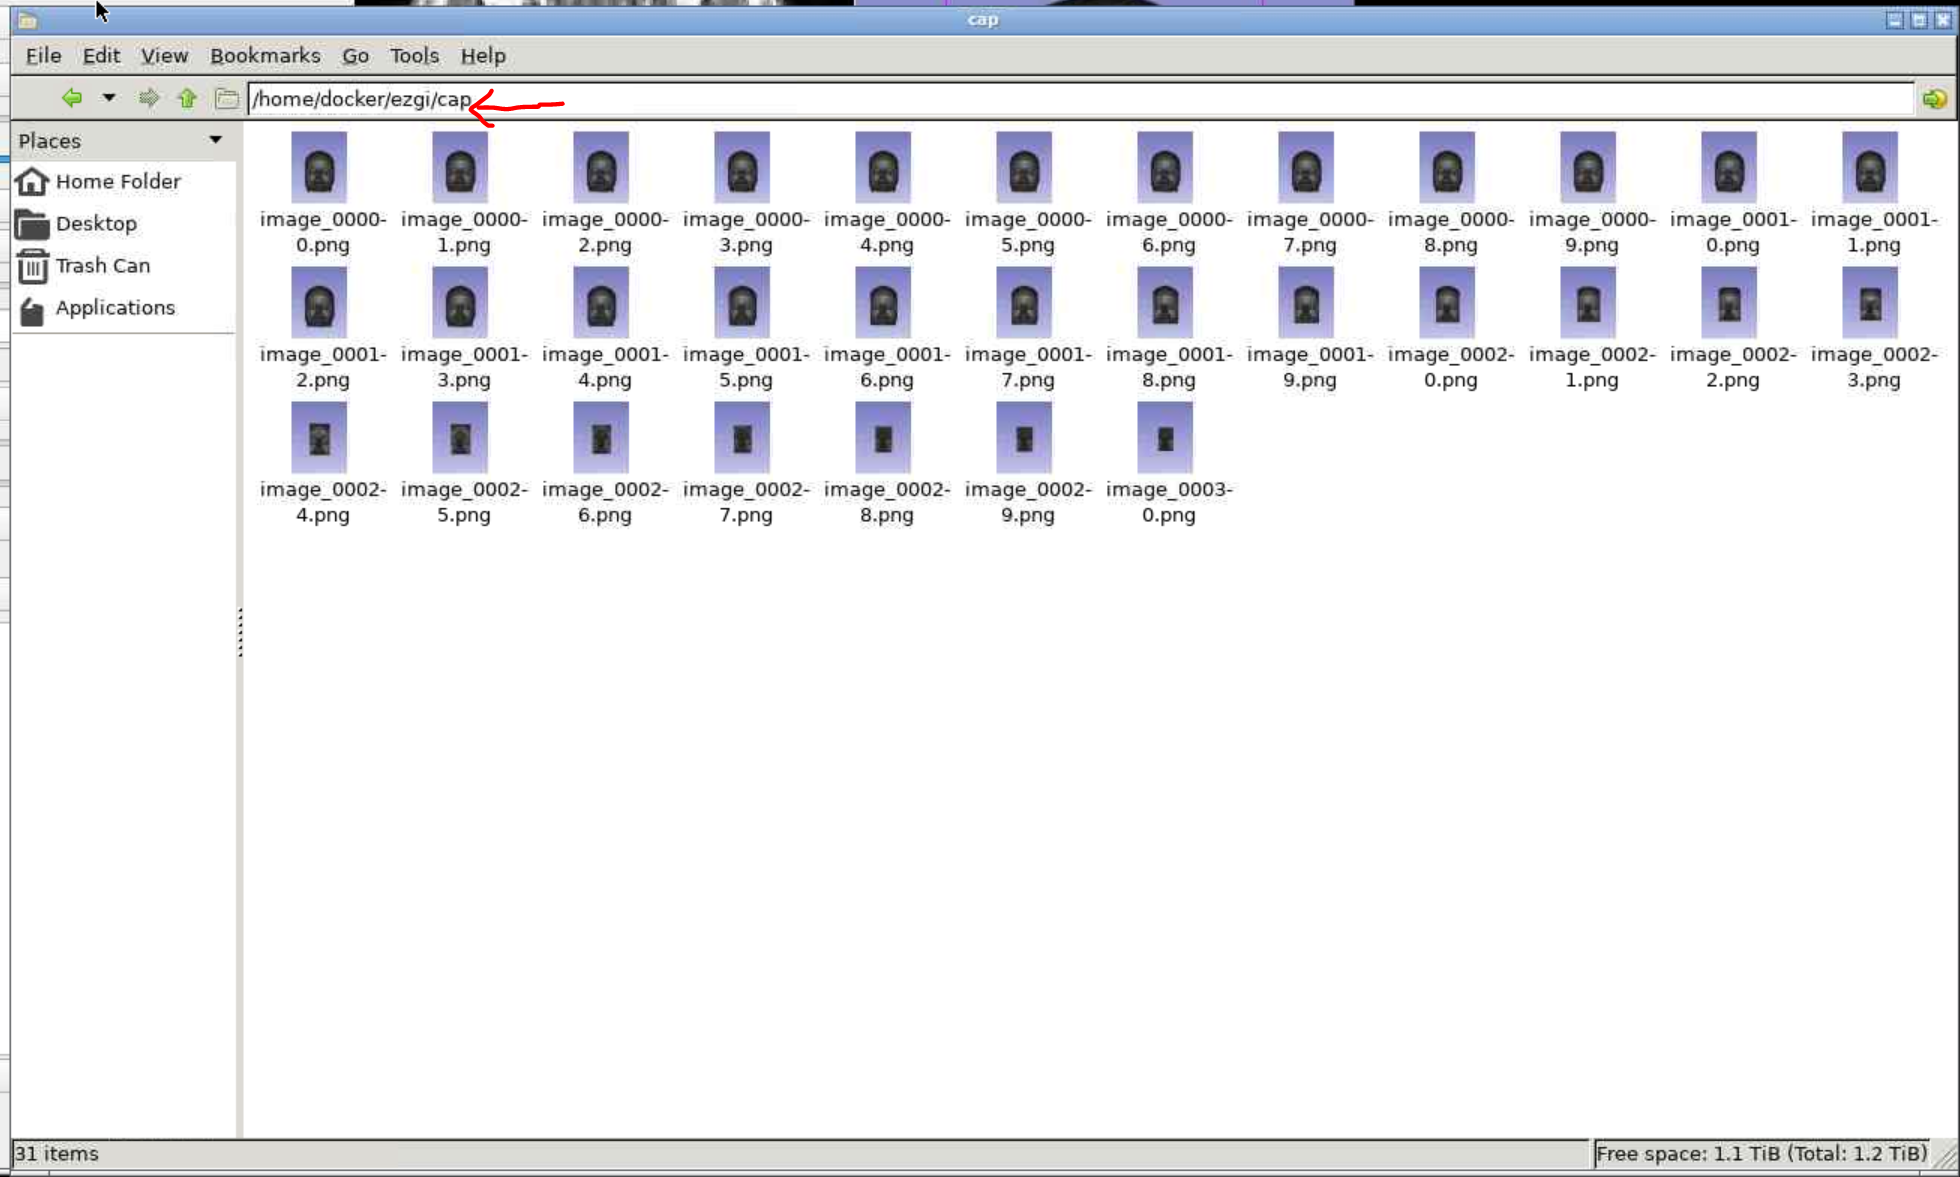 cap
File Edit View Bookmarks Go Tools Help
/home/docker/ezgi/cap
Places
Home Folder
Desktop
Trash Can
Applications
image_0000- image_0000- image_0000- image_0000- image_0000- image_0000- image_0000- image_0000- image_0000- image_0000- image_0001- image_0001-
0.png 1.png 2.png 3.png 4.png 5.png 6.png 7.png 8.png 9.png 0.png 1.png
image_0001- image_0001- image_0001- image_0001- image_0001- image_0001- image_0001- image_0001- image_0002- image_0002- image_0002- image_0002-
2.png 3.png 4.png 5.png 6.png 7.png 8.png 9.png 0.png 1.png 2.png 3.png
image_0002- image_0002- image_0002- image_0002- image_0002- image_0002- image_0003-
4.png 5.png 6.png 7.png 8.png 9.png 0.png
31 items
Free space: 1.1 TiB (Total: 1.2 TiB)